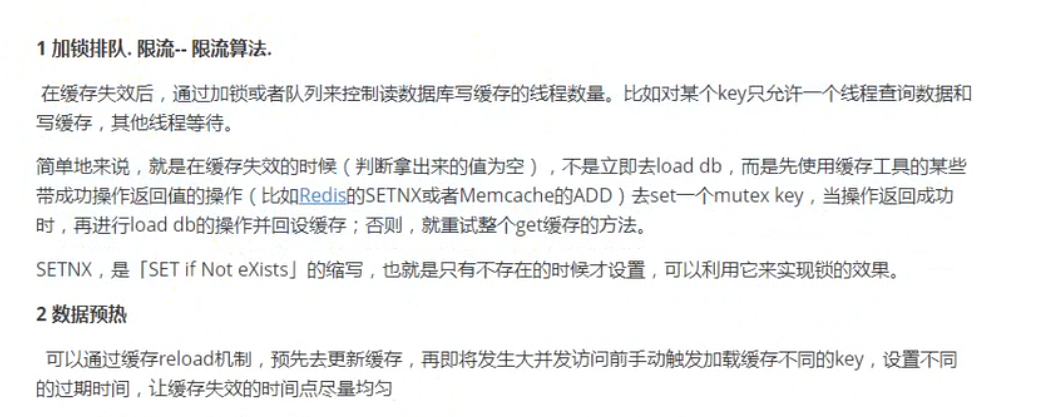 1 加锁排队. 限流-- 限流算法.
在缓存失效后，通过加锁或者队列来控制读数据库写缓存的线程数量。比如对某个key只允许一个线程查询数据和
写缓存，其他线程等待。
简单地来说，就是在缓存失效的时候（判断拿出来的值为空），不是立即去load db，而是先使用缓存工具的某些
带成功操作返回值的操作（比如Redis的SETNX或者Memcache的ADD）去set一个mutex key，当操作返回成功
时，再进行load db的操作并回设缓存；否则，就重试整个get缓存的方法。
SETNX，是「SET if Not eXists」的缩写，也就是只有不存在的时候才设置，可以利用它来实现锁的效果。
2 数据预热
可以通过缓存reload机制，预先去更新缓存，再即将发生大并发访问前手动触发加载缓存不同的key，设置不同
的过期时间，让缓存失效的时间点尽量均匀